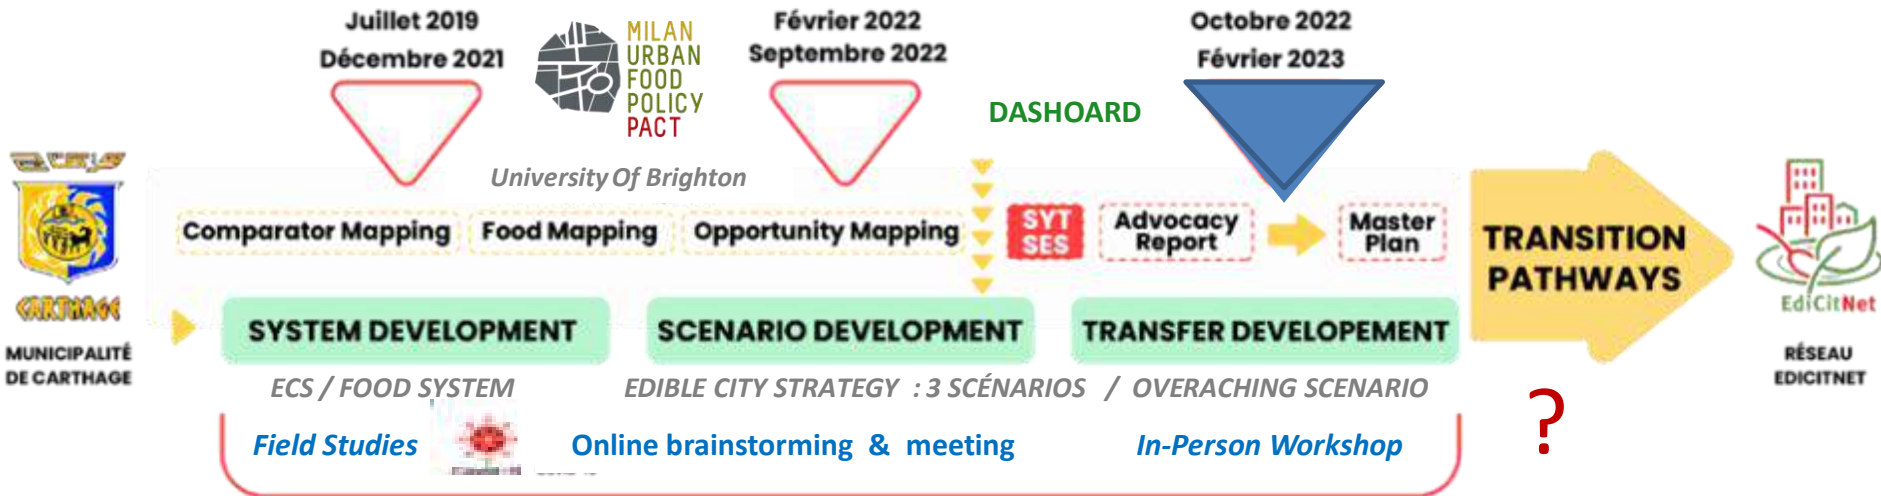 Juillet 2019
Décembre 2021
MILAN
URBAN
FOOD
POLICY
PACT
Février 2022
Septembre 2022
Octobre 2022
Février 2023
DASHOARD
University Of Brighton
Comparator Mapping
Food Mapping
Opportunity Mapping
SYT
SES
Advocacy
Report
Master
Plan
TRANSITION
PATHWAYS
CARTHAGE
MUNICIPALITÉ
DE CARTHAGE
EdiCitNet
RÉSEAU
EDICITNET
SYSTEM DEVELOPMENT
SCENARIO DEVELOPMENT
TRANSFER DEVELOPEMENT
ECS / FOOD SYSTEM
EDIBLE CITY STRATEGY : 3 SCÉNARIOS / OVERACHING SCENARIO
Field Studies
Online brainstorming & meeting
In-Person Workshop
?